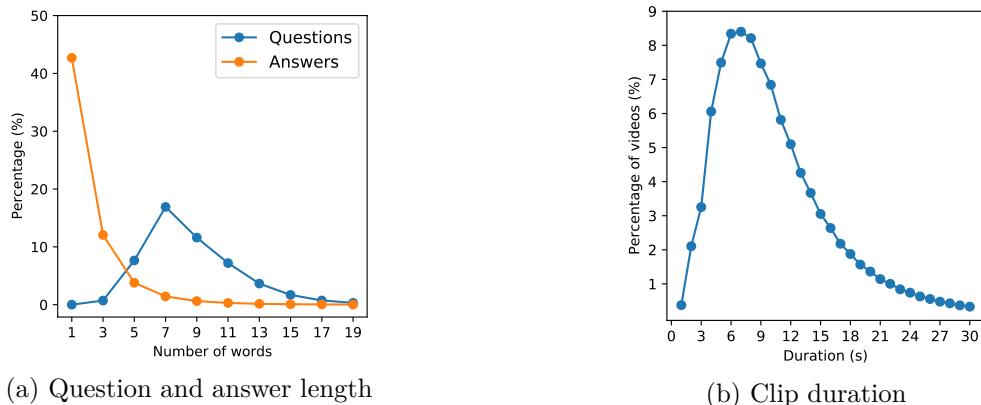 50
40
30
20
10
0
Percentage (%)
Questions
Answers
1 3 5 7 9 11 13 15 17 19
Number of words
(a) Question and answer length
9
8
7
6
5
4
3
2
1
Percentage of videos (%)
0 3 6 9 12 15 18 21 24 27 30
Duration (s)
(b) Clip duration